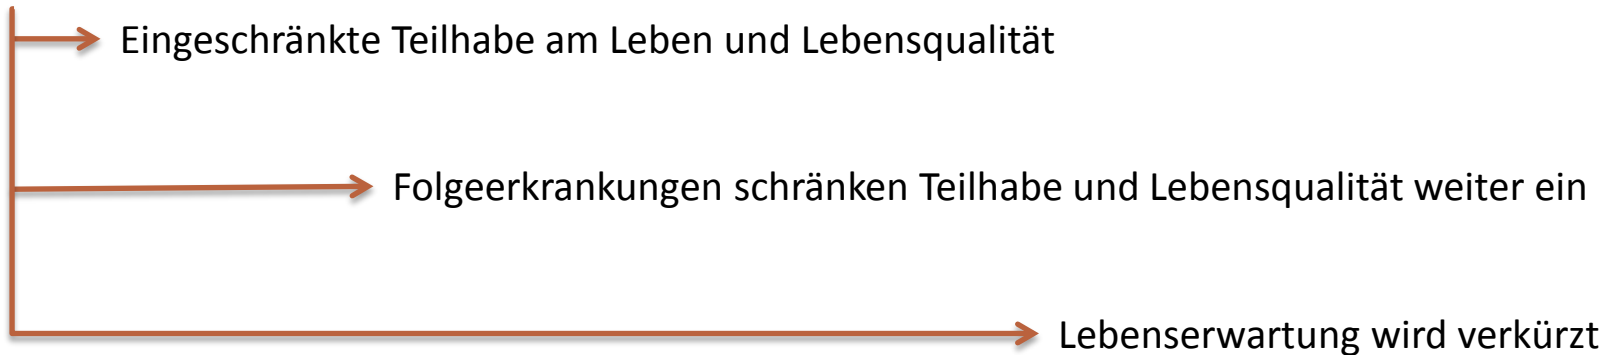 Eingeschränkte Teilhabe am Leben und Lebensqualität
Folgeerkrankungen schränken Teilhabe und Lebensqualität weiter ein
Lebenserwartung wird verkürzt